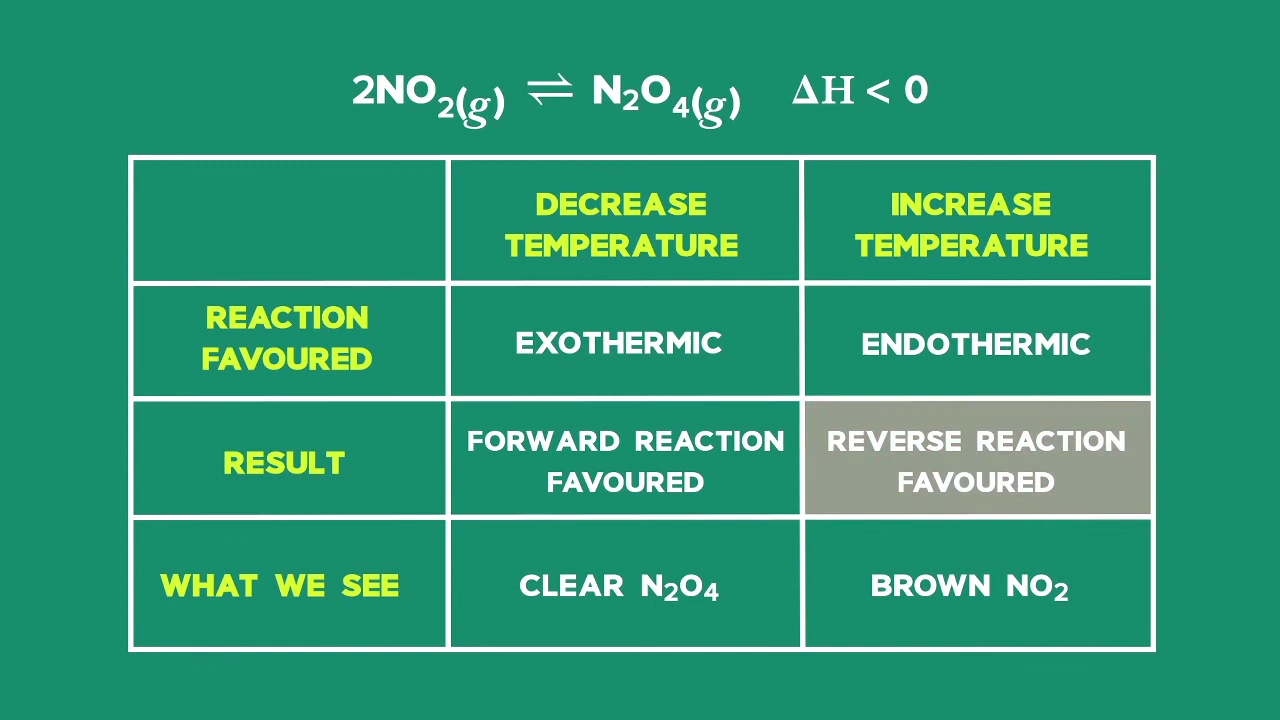 2NO₂(g) ⇌ N₂O₄(g) ΔH < 0
DECREASE
TEMPERATURE
INCREASE
TEMPERATURE
REACTION
FAVOURED
EXOTHERMIC
ENDOTHERMIC
RESULT
FORWARD REACTION
FAVOURED
REVERSE REACTION
FAVOURED
WHAT WE SEE
CLEAR N₂O₄
BROWN NO₂